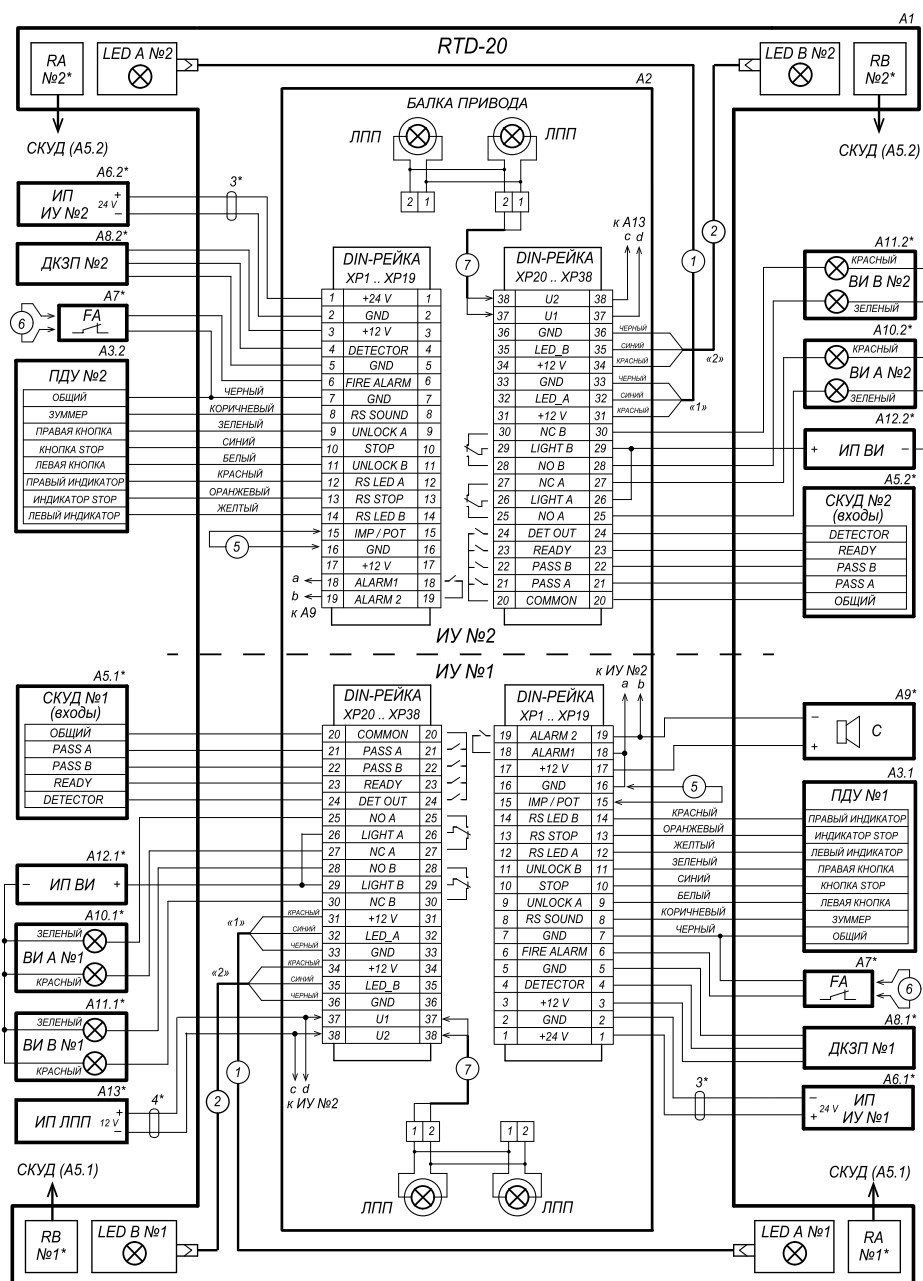 A1
RTD-20
RA
№2*
LED A №2
LED B №2
RB
№2*
A2
БАЛКА ПРИВОДА
ЛПП
ЛПП
2 1
2 1
СКУД (A5.2)
СКУД (A5.2)
A6.2*
ИП
ИУ №2
24 V
+
–
3*
A8.2*
ДКЗП №2
A7*
FA
6
A3.2
ПДУ №2
ОБЩИЙ
ЗУММЕР
ПРАВАЯ КНОПКА
КНОПКА STOP
ЛЕВАЯ КНОПКА
ПРАВЫЙ ИНДИКАТОР
ИНДИКАТОР STOP
ЛЕВЫЙ ИНДИКАТОР
ЧЕРНЫЙ
КОРИЧНЕВЫЙ
ЗЕЛЕНЫЙ
СИНИЙ
БЕЛЫЙ
КРАСНЫЙ
ОРАНЖЕВЫЙ
ЖЕЛТЫЙ
5
a
b
к A9
DIN-РЕЙКА
XP1 .. XP19
1 +24 V 1
2 GND 2
3 +12 V 3
4 DETECTOR 4
5 GND 5
6 FIRE ALARM 6
7 GND 7
8 RS SOUND 8
9 UNLOCK A 9
10 STOP 10
11 UNLOCK B 11
12 RS LED A 12
13 RS STOP 13
14 RS LED B 14
15 IMP / POT 15
16 GND 16
17 +12 V 17
18 ALARM1 18
19 ALARM 2 19
7
DIN-РЕЙКА
XP20 .. XP38
38 U2 38
37 U1 37
36 GND 36
35 LED_B 35
34 +12 V 34
33 GND 33
32 LED_A 32
31 +12 V 31
30 NC B 30
29 LIGHT B 29
28 NO B 28
27 NC A 27
26 LIGHT A 26
25 NO A 25
24 DET OUT 24
23 READY 23
22 PASS B 22
21 PASS A 21
20 COMMON 20
к A13
c d
1
2
ЧЕРНЫЙ
СИНИЙ
КРАСНЫЙ
«2»
ЧЕРНЫЙ
СИНИЙ
КРАСНЫЙ
«1»
A11.2*
КРАСНЫЙ
ВИ B №2
ЗЕЛЕНЫЙ
A10.2*
КРАСНЫЙ
ВИ A №2
ЗЕЛЕНЫЙ
A12.2*
+ ИП ВИ –
A5.2*
СКУД №2
(входы)
DETECTOR
READY
PASS B
PASS A
ОБЩИЙ
ИУ №2
ИУ №1
A5.1*
СКУД №1
(входы)
ОБЩИЙ
PASS A
PASS B
READY
DETECTOR
A12.1*
– ИП ВИ +
A10.1*
ЗЕЛЕНЫЙ
ВИ A №1
КРАСНЫЙ
A11.1*
ЗЕЛЕНЫЙ
ВИ B №1
КРАСНЫЙ
A13*
ИП ЛПП
12 V
+
–
4*
«1»
КРАСНЫЙ
СИНИЙ
ЧЕРНЫЙ
«2»
КРАСНЫЙ
СИНИЙ
ЧЕРНЫЙ
2
1
c d
к ИУ №2
DIN-РЕЙКА
XP20 .. XP38
20 COMMON 20
21 PASS A 21
22 PASS B 22
23 READY 23
24 DET OUT 24
25 NO A 25
26 LIGHT A 26
27 NC A 27
28 NO B 28
29 LIGHT B 29
30 NC B 30
31 +12 V 31
32 LED_A 32
33 GND 33
34 +12 V 34
35 LED_B 35
36 GND 36
37 U1 37
38 U2 38
7
DIN-РЕЙКА
XP1 .. XP19
19 ALARM 2 19
18 ALARM1 18
17 +12 V 17
16 GND 16
15 IMP / POT 15
14 RS LED B 14
13 RS STOP 13
12 RS LED A 12
11 UNLOCK B 11
10 STOP 10
9 UNLOCK A 9
8 RS SOUND 8
7 GND 7
6 FIRE ALARM 6
5 GND 5
4 DETECTOR 4
3 +12 V 3
2 GND 2
1 +24 V 1
к ИУ №2
a b
5
КРАСНЫЙ
ОРАНЖЕВЫЙ
ЖЕЛТЫЙ
ЗЕЛЕНЫЙ
СИНИЙ
БЕЛЫЙ
КОРИЧНЕВЫЙ
ЧЕРНЫЙ
A9*
–
+
C
A3.1
ПДУ №1
ПРАВЫЙ ИНДИКАТОР
ИНДИКАТОР STOP
ЛЕВЫЙ ИНДИКАТОР
ПРАВАЯ КНОПКА
КНОПКА STOP
ЛЕВАЯ КНОПКА
ЗУММЕР
ОБЩИЙ
A7*
FA
6
A8.1*
ДКЗП №1
A6.1*
–
+
24 V
ИП
ИУ №1
3*
1 2
1 2
ЛПП
ЛПП
СКУД (A5.1)
СКУД (A5.1)
RB
№1*
LED B №1
LED A №1
RA
№1*